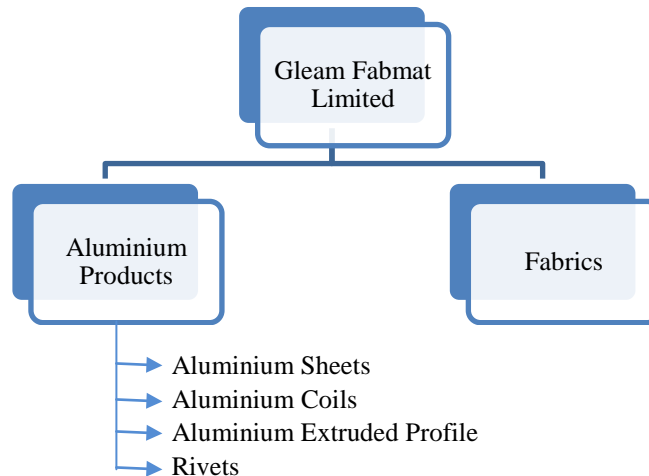 Gleam Fabmat
Limited
Aluminium
Products
Fabrics
Aluminium Sheets
Aluminium Coils
Aluminium Extruded Profile
Rivets